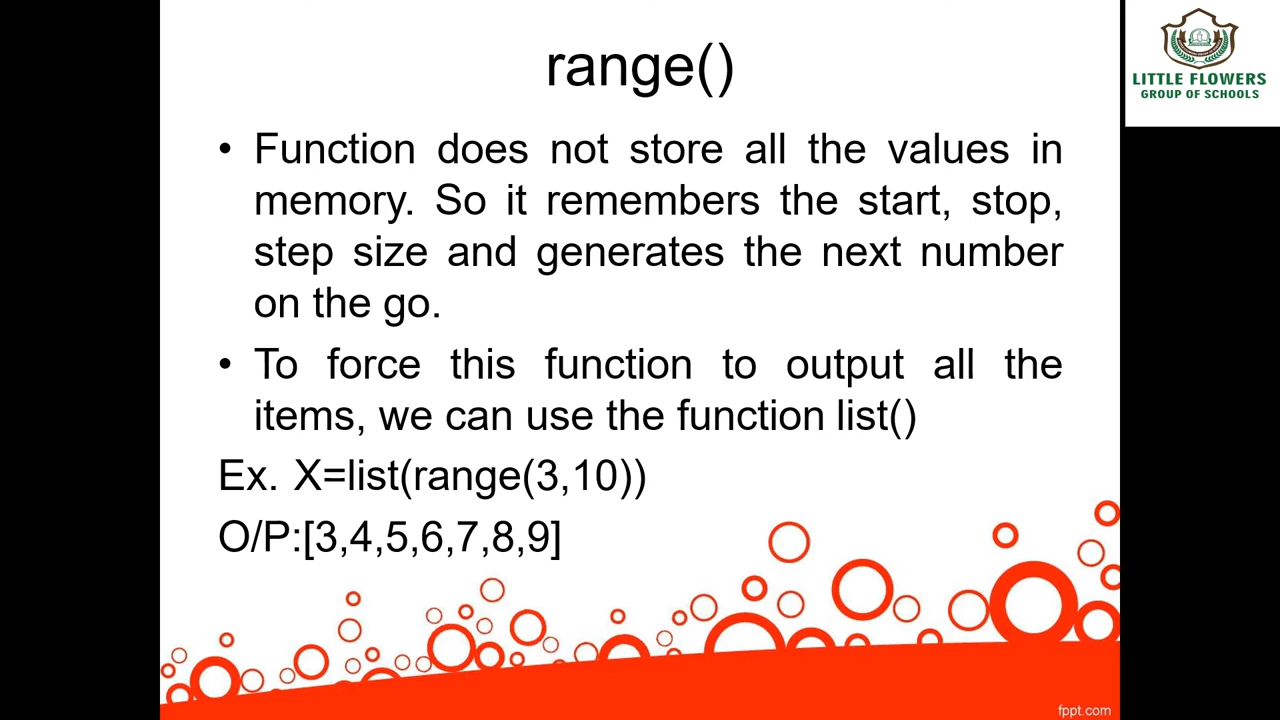 range()
LITTLE FLOWERS
GROUP OF SCHOOLS
• Function does not store all the values in
memory. So it remembers the start, stop,
step size and generates the next number
on the go.
• To force this function to output all the
items, we can use the function list()
Ex. X=list(range(3,10))
O/P:[3,4,5,6,7,8,9]
fppt.com